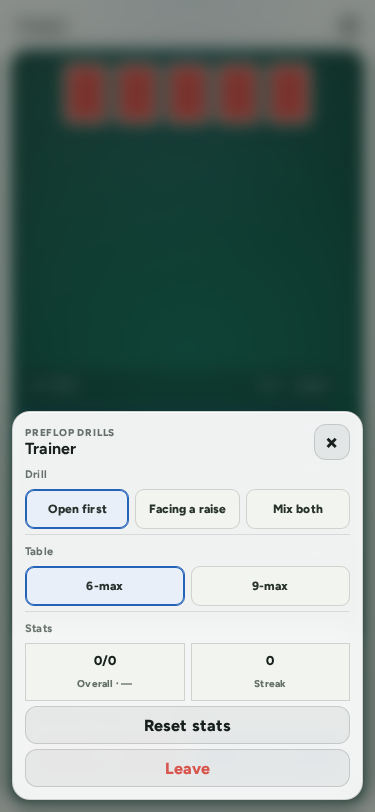 PREFLOP DRILLS
Trainer
×
Drill
Open first
Facing a raise
Mix both
Table
6-max
9-max
Stats
0/0
Overall · —
0
Streak
Reset stats
Leave